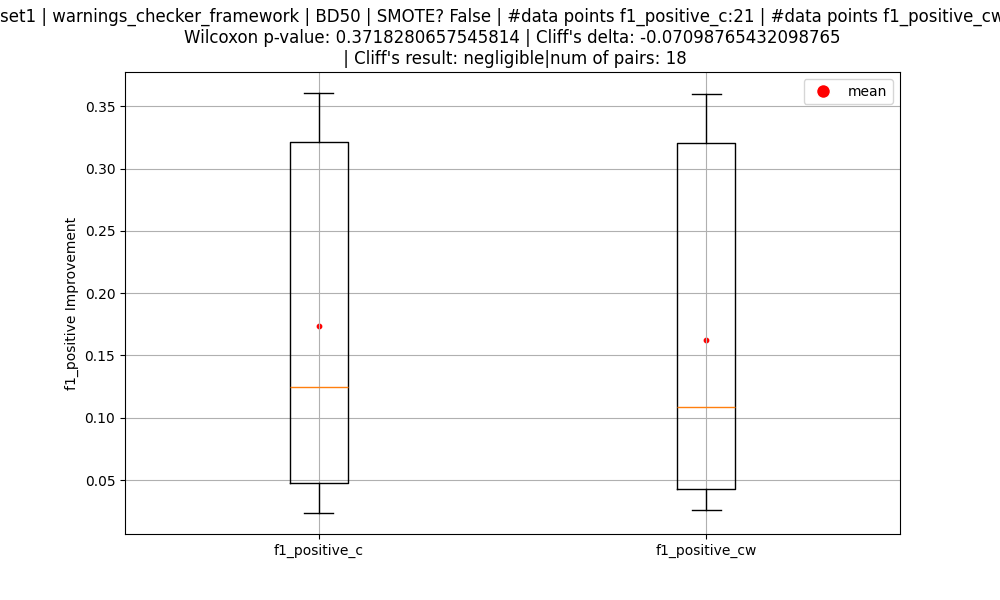 set1 | warnings_checker_framework | BD50 | SMOTE? False | #data points f1_positive_c:21 | #data points f1_positive_cw
Wilcoxon p-value: 0.3718280657545814 | Cliff's delta: -0.07098765432098765
| Cliff's result: negligible|num of pairs: 18
mean
0.35
0.30
0.25
0.20
0.15
0.10
0.05
f1_positive Improvement
f1_positive_c
f1_positive_cw